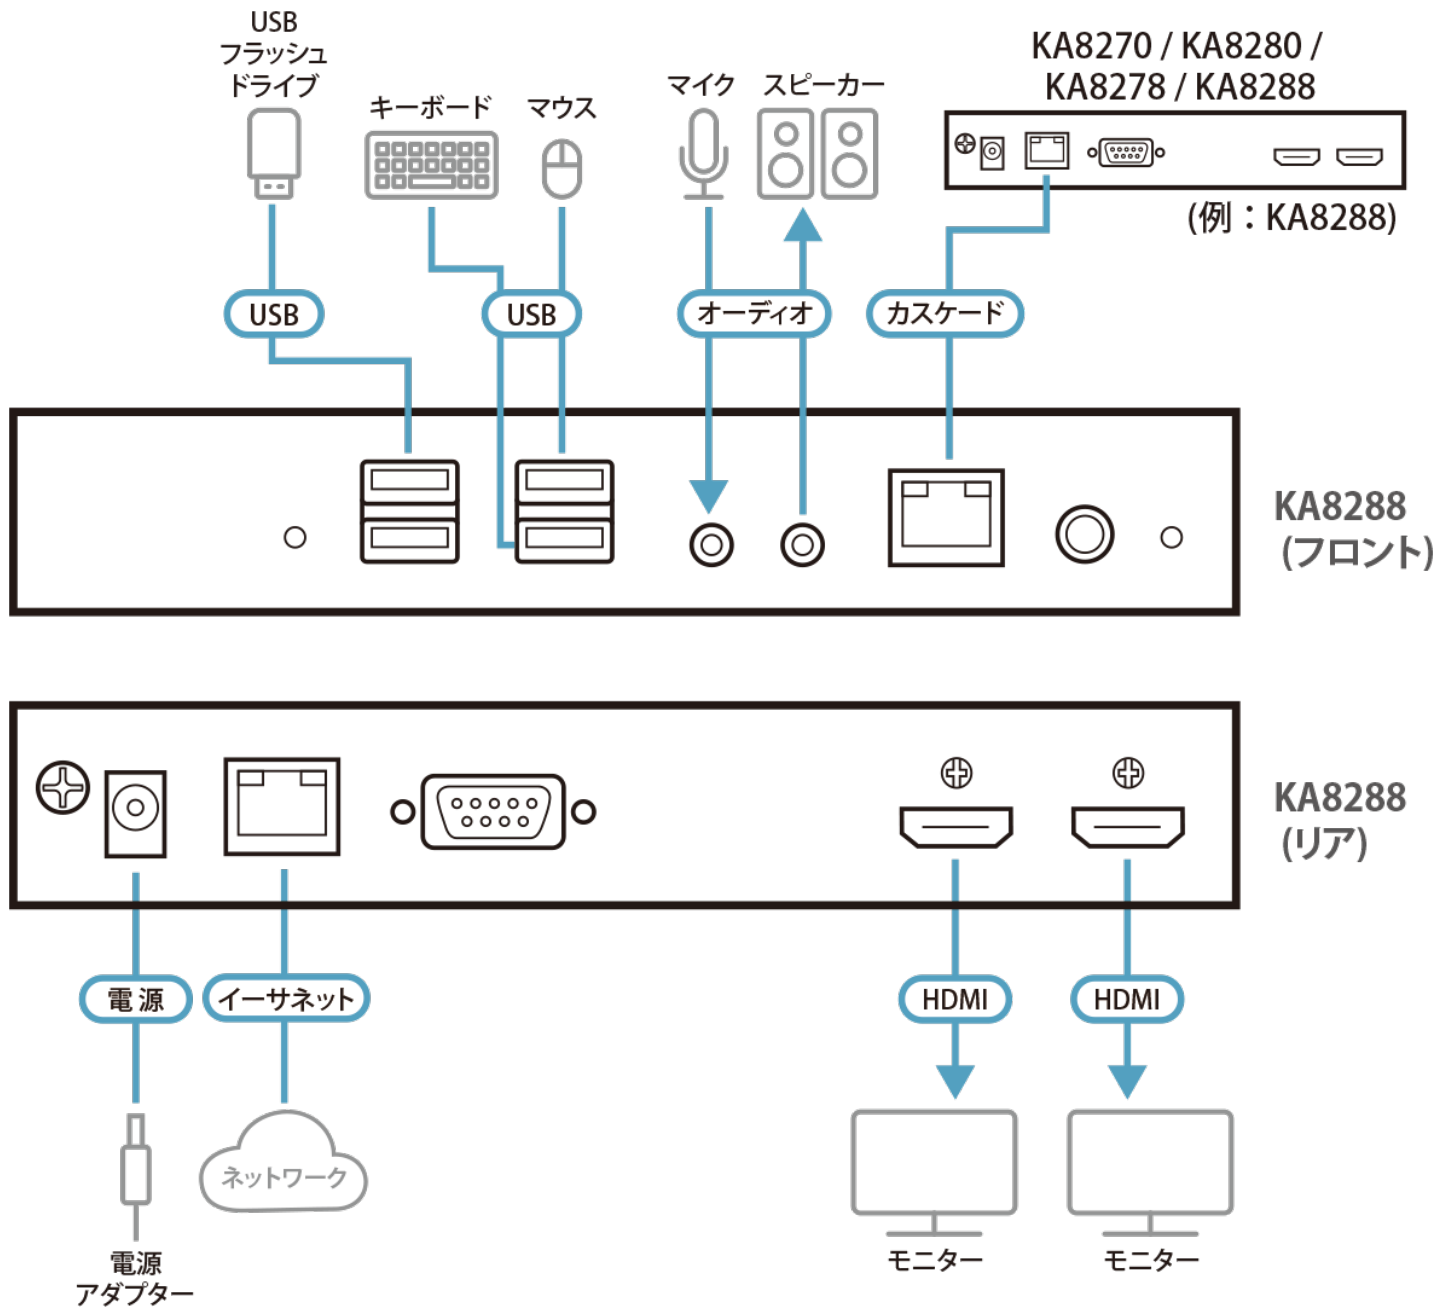 USB
フラッシュ
ドライブ
キーボード
マウス
マイク
スピーカー
KA8270 / KA8280 /
KA8278 / KA8288
(例：KA8288)
USB
USB
オーディオ
カスケード
KA8288
(フロント)
KA8288
(リア)
電源
イーサネット
HDMI
HDMI
ネットワーク
電源
アダプター
モニター
モニター